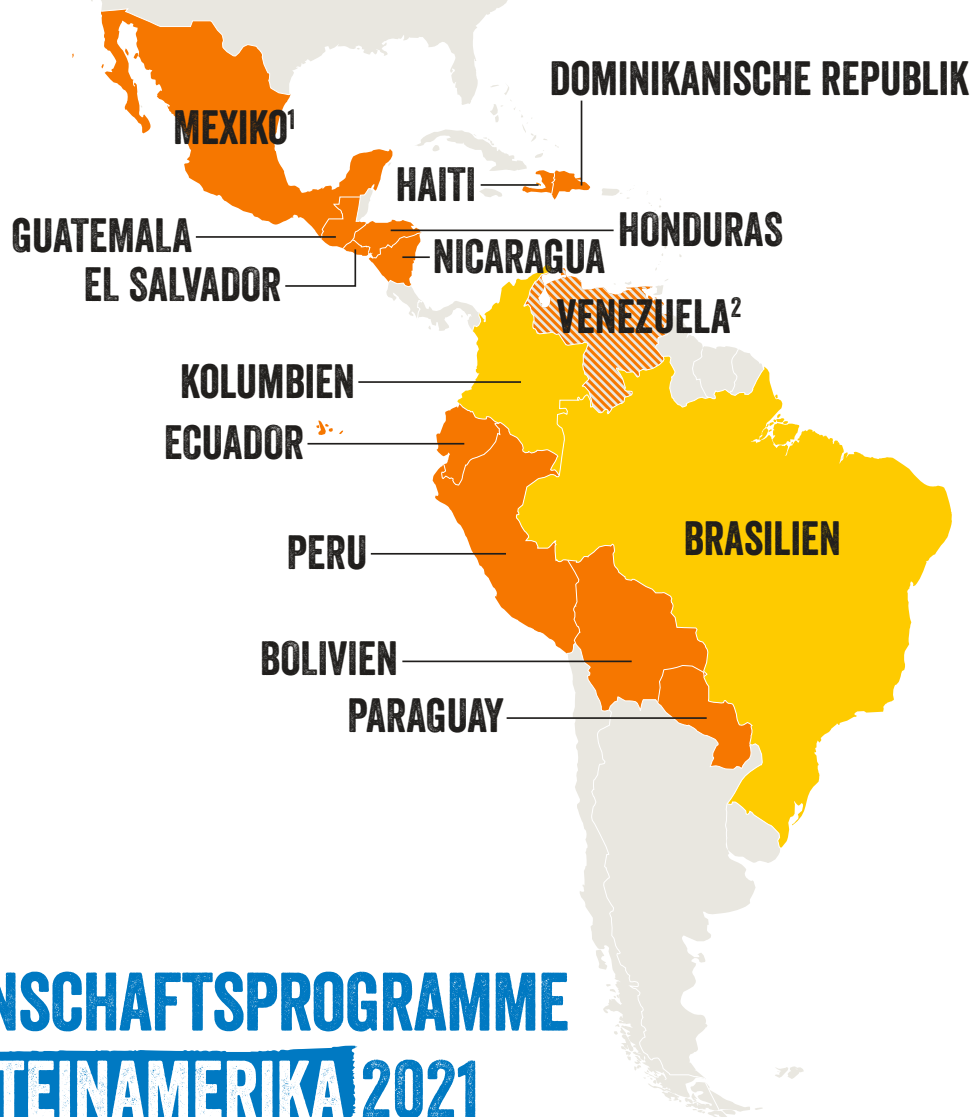 DOMINIKANISCHE REPUBLIK
MEXIKO¹
HAITI
HONDURAS
GUATEMALA
NICARAGUA
EL SALVADOR
VENEZUELA²
KOLUMBIEN
ECUADOR
BRASILIEN
PERU
BOLIVIEN
PARAGUAY
NSCHAFTSPROGRAMME
TEINAMERIKA 2021